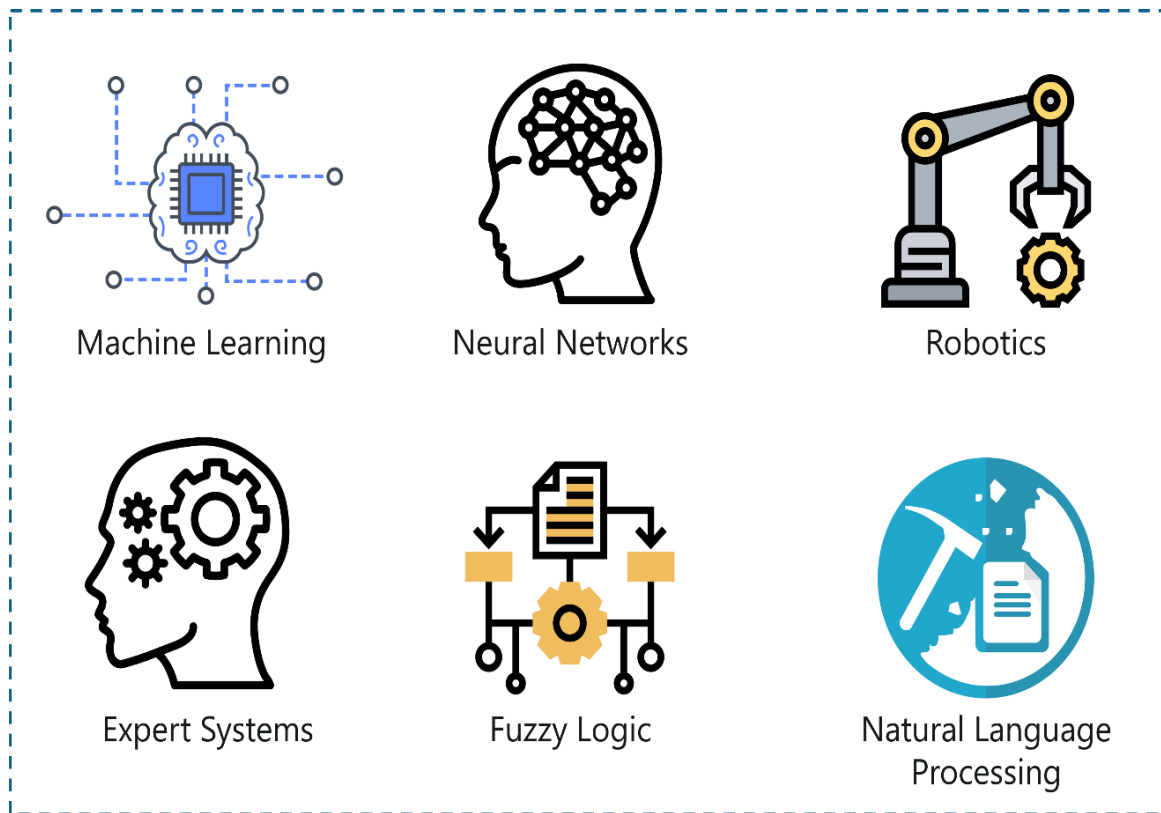 Machine Learning
Neural Networks
Robotics
Expert Systems
Fuzzy Logic
Natural Language
Processing